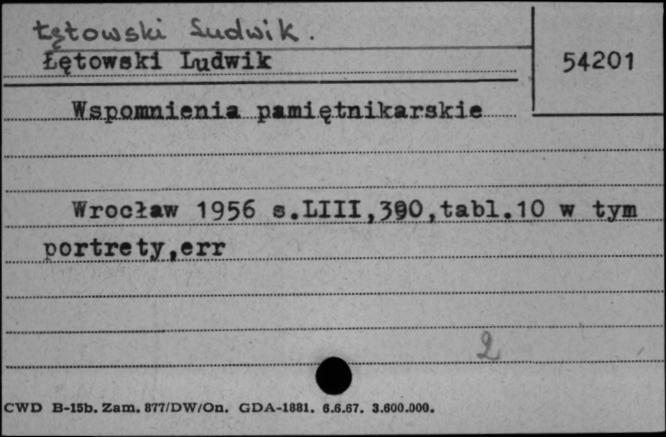 Łętowski Ludwik.
Łętowski Ludwik
54201
Wspomnienia pamiętnikarskie
Wrocław 1956 s.LIII,390,tabl.10 w tym
portrety,err
2
CWD B-15b. Zam. 877/DW/On. GDA-1881. 6.6.67. 3.600.000.